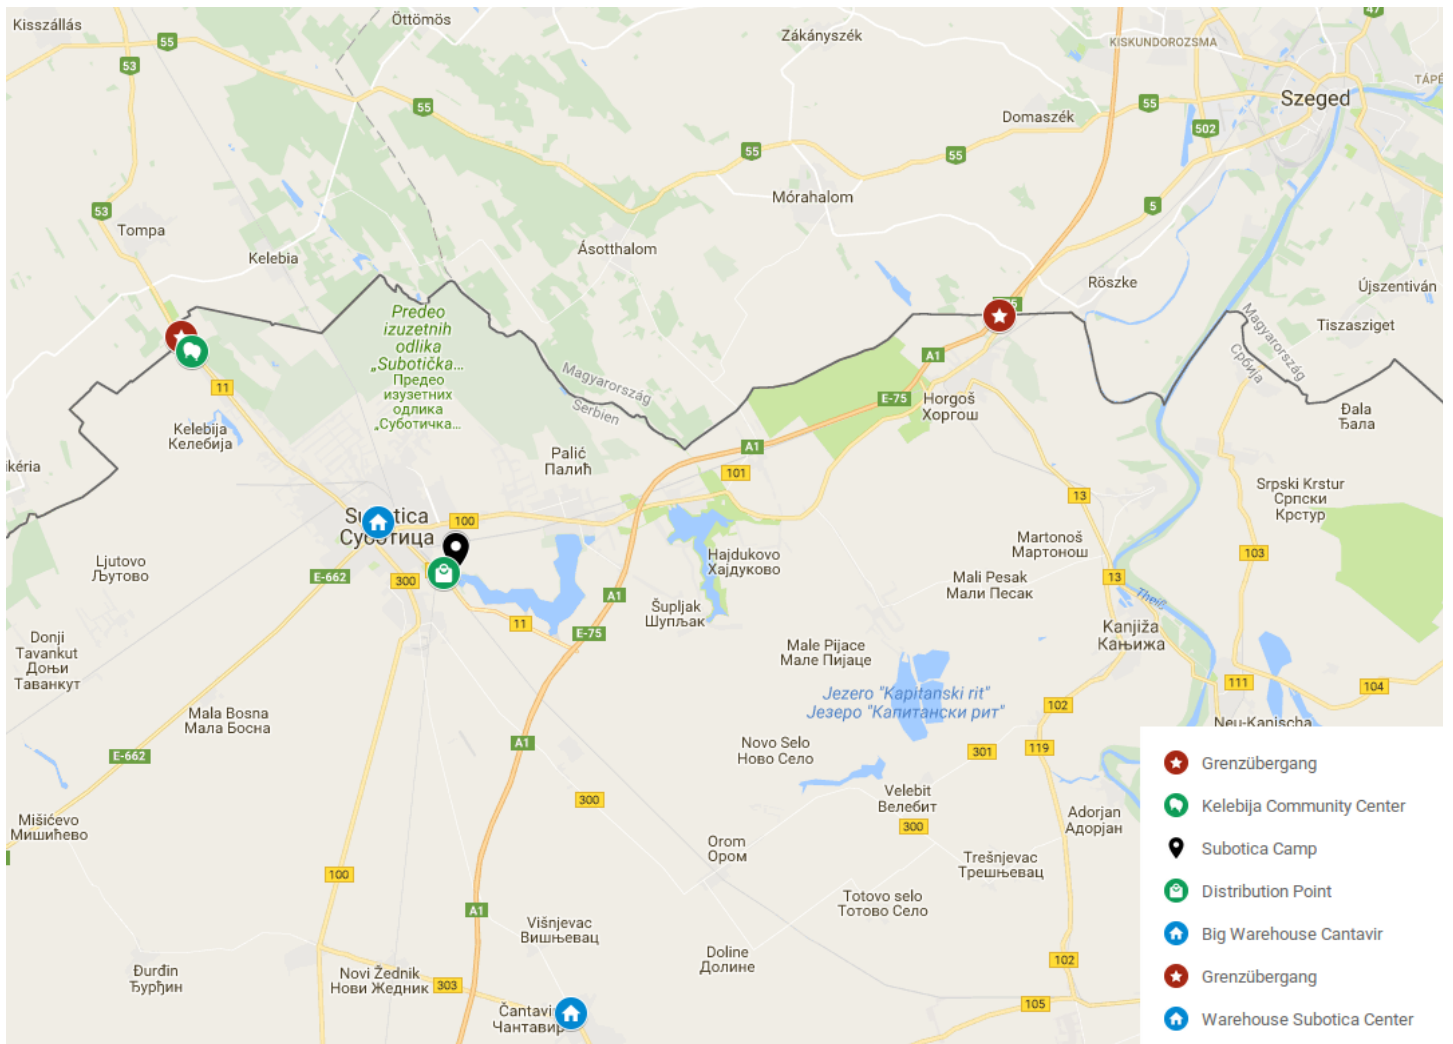 Kisszállás
Öttömös
Zákányszék
KISKUNDOROZSMA
47
55
53
TÁPÉ
Szeged
55
Domaszék
55
502
55
55
Mórahalom
5
53
Tompa
Kelebia
Ásotthalom
Röszke
Újszentiván
Tiszasziget
Predeo
izuzetnih
odlika
„Subotička...
Предео
изузетних
одлика
„Суботичка...
Magyarország
Serbien
Magyarország
Србија
A1
E-75
11
Horgoš
Хоргош
Đala
Ђала
Kelebija
Келебија
ikéria
Palić
Палић
A1
101
13
Srpski Krstur
Српски
Крстур
Subotica
Суботица
100
Martonoš
Мартонош
103
Ljutovo
Љутово
E-662
300
Hajdukovo
Хајдуково
Mali Pesak
Мали Песак
13
Theiß
A1
Šupljak
Шупљак
11
E-75
Kanjiža
Кањижа
Donji
Tavankut
Доњи
Таванкут
Male Pijace
Мале Пијаце
Jezero "Kapitanski rit"
Језеро "Капитански рит"
111
104
102
Mala Bosna
Мала Босна
Neu-Kanischa
A1
Novo Selo
Ново Село
301
119
E-662
300
Velebit
Велебит
300
Adorjan
Адорјан
Mišićevo
Мишићево
Orom
Ором
Trešnjevac
Трешњевац
100
Totovo selo
Тотово Село
A1
Višnjevac
Вишњевац
Doline
Долине
102
Đurđin
Ђурђин
Novi Žednik
Нови Жедник
303
105
Čantavir
Чантавир
Grenzübergang
Kelebija Community Center
Subotica Camp
Distribution Point
Big Warehouse Cantavir
Grenzübergang
Warehouse Subotica Center